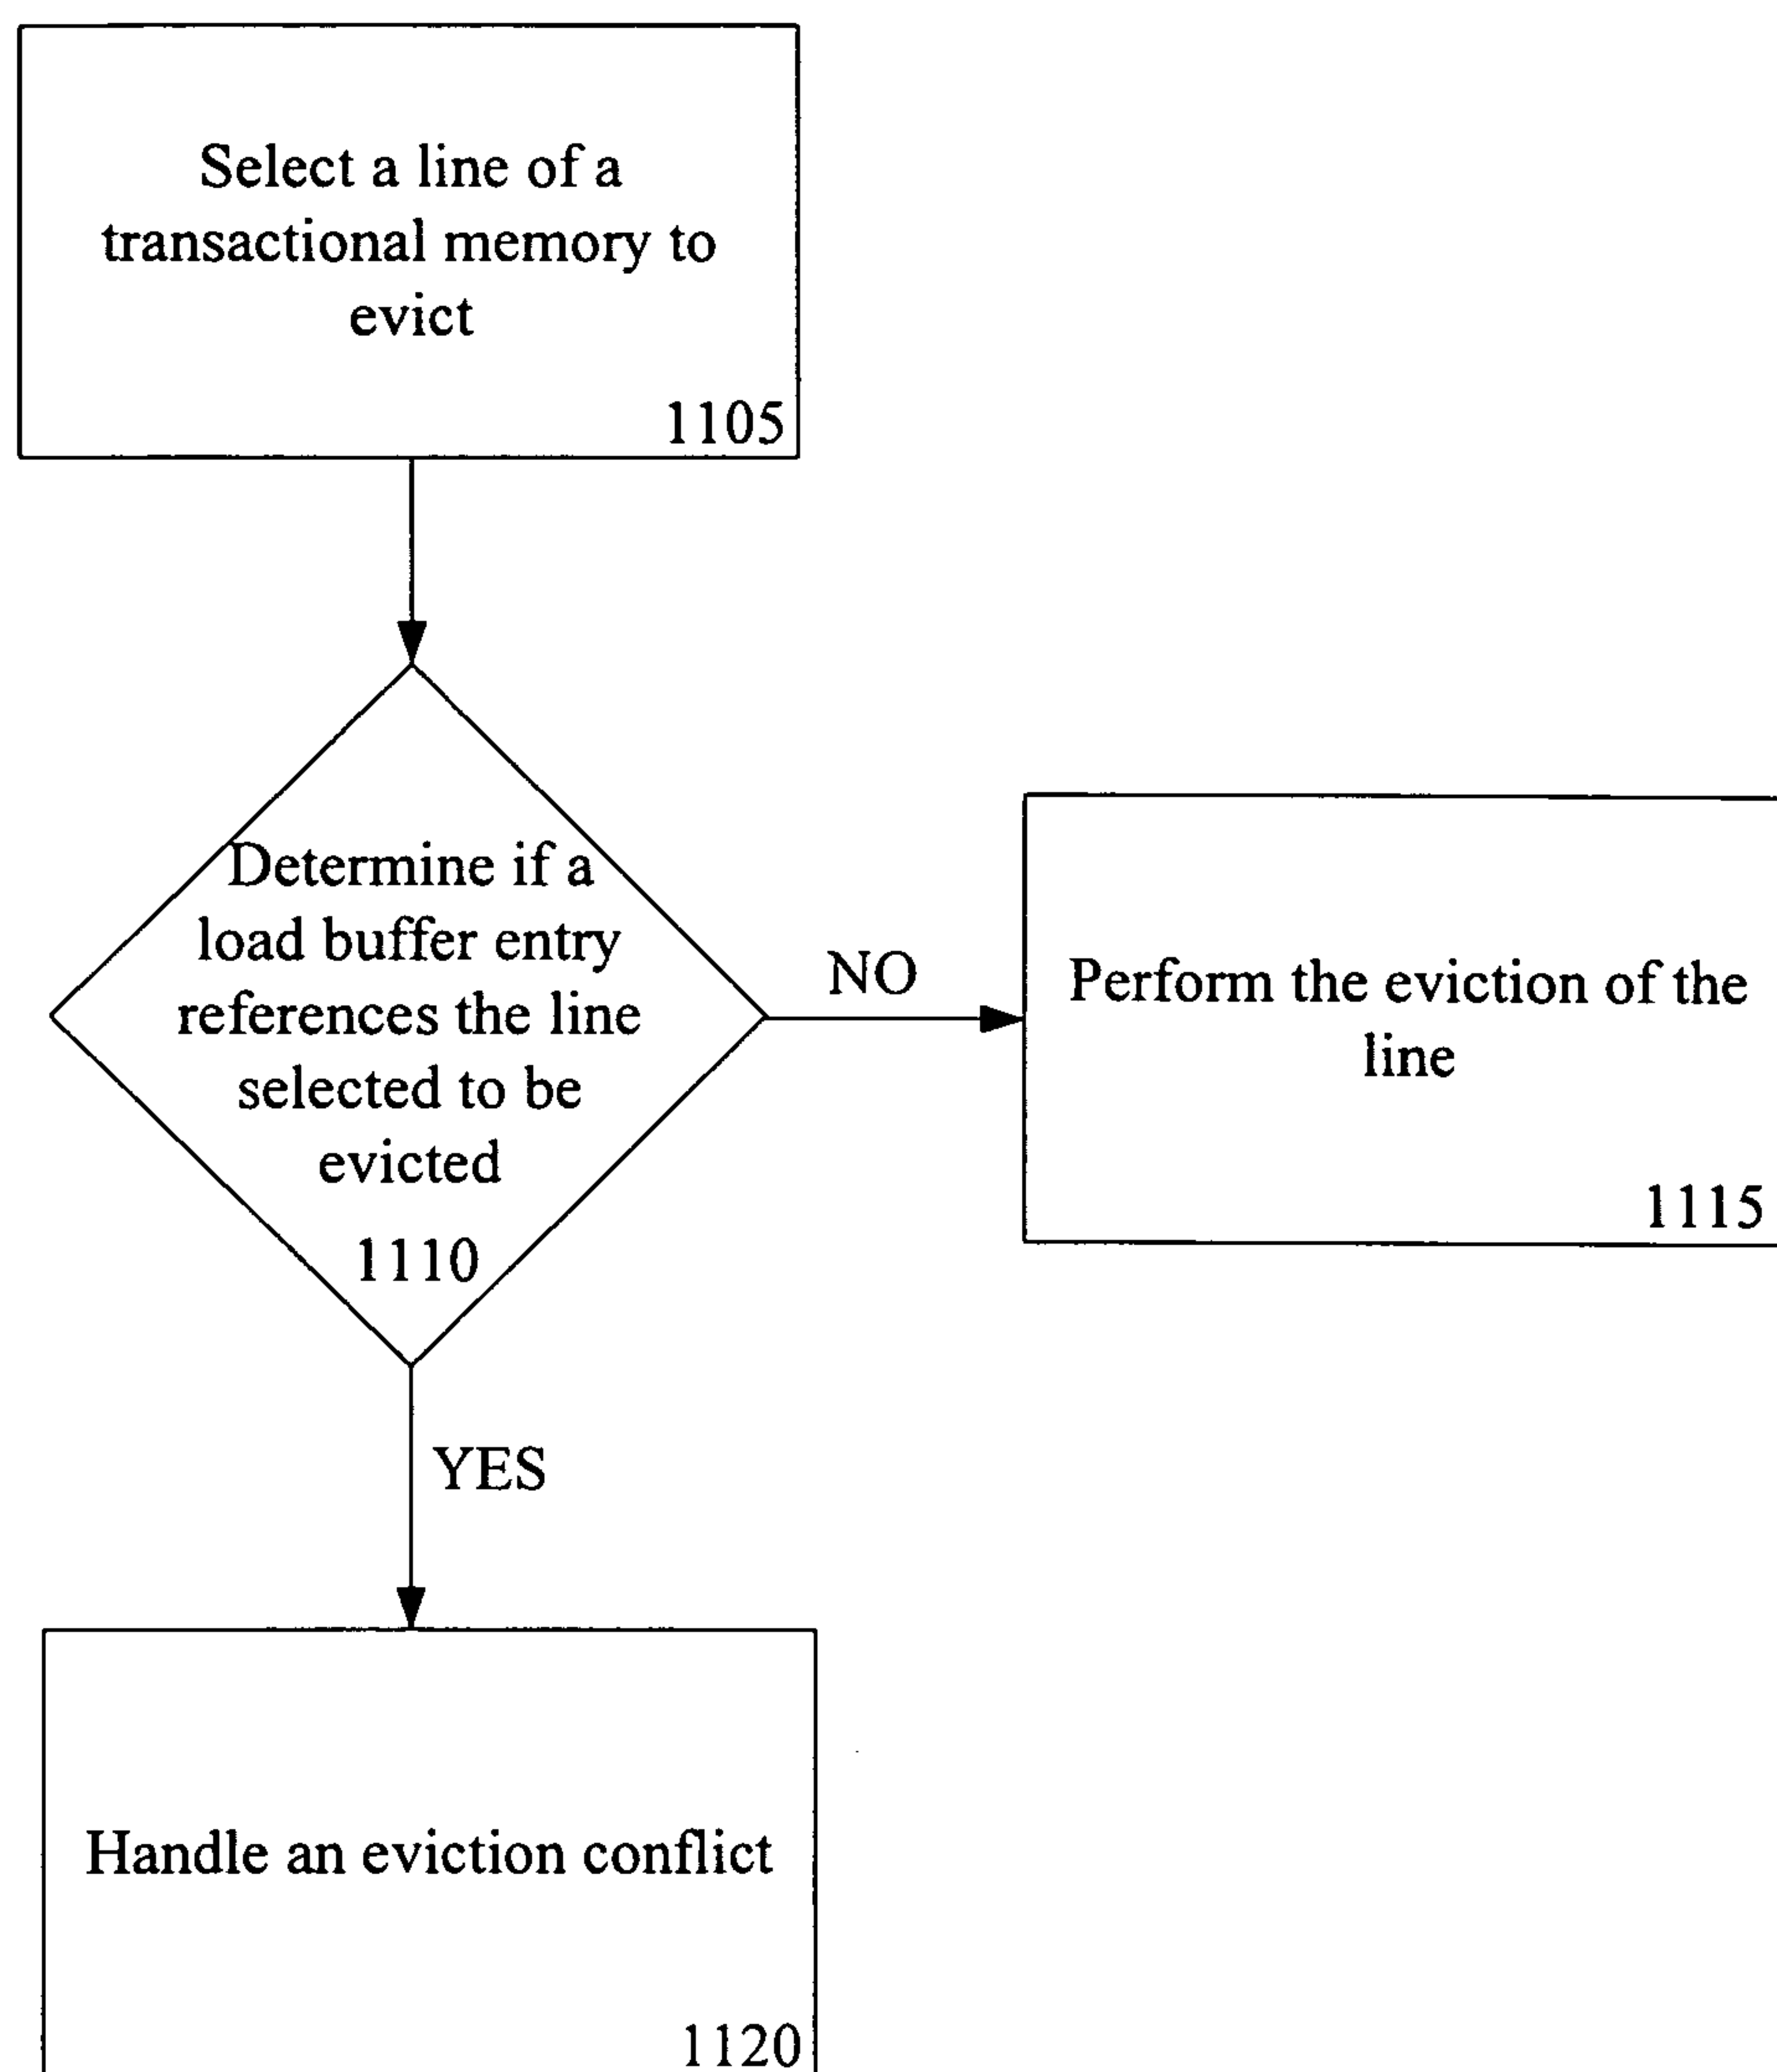 Select a line of a
transactional memory to
evict
1105
Determine if a
load buffer entry
references the line
selected to be
evicted
1110
NO
Perform the eviction of the
line
1115
YES
Handle an eviction conflict
1120